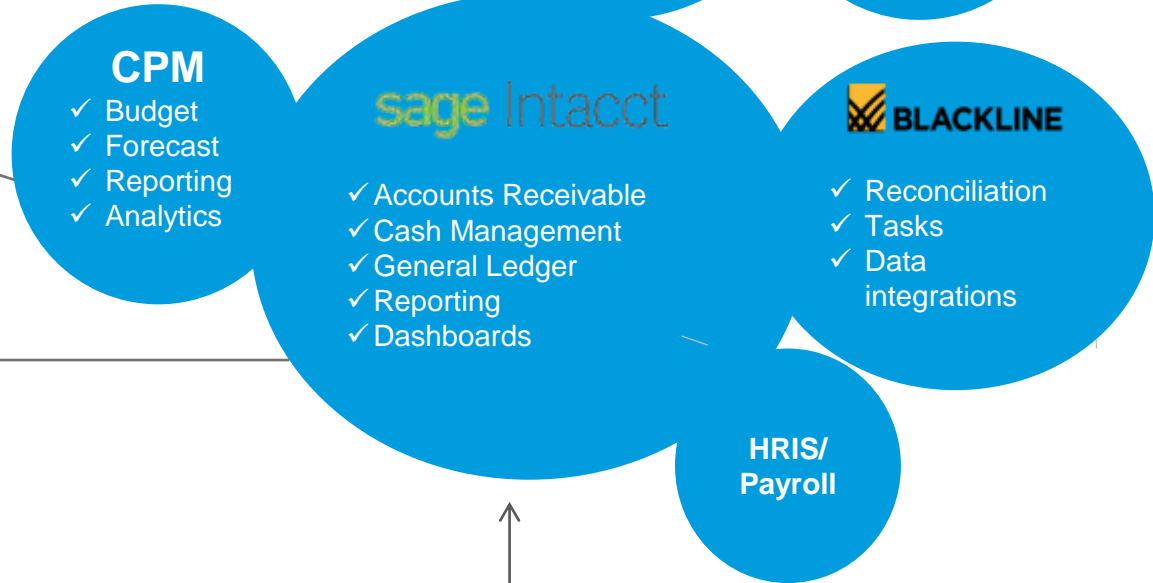 CPM
✓ Budget
✓ Forecast
✓ Reporting
✓ Analytics
sage Intacct
✓ Accounts Receivable
✓ Cash Management
✓ General Ledger
✓ Reporting
✓ Dashboards
BLACKLINE
✓ Reconciliation
✓ Tasks
✓ Data
integrations
HRIS/
Payroll